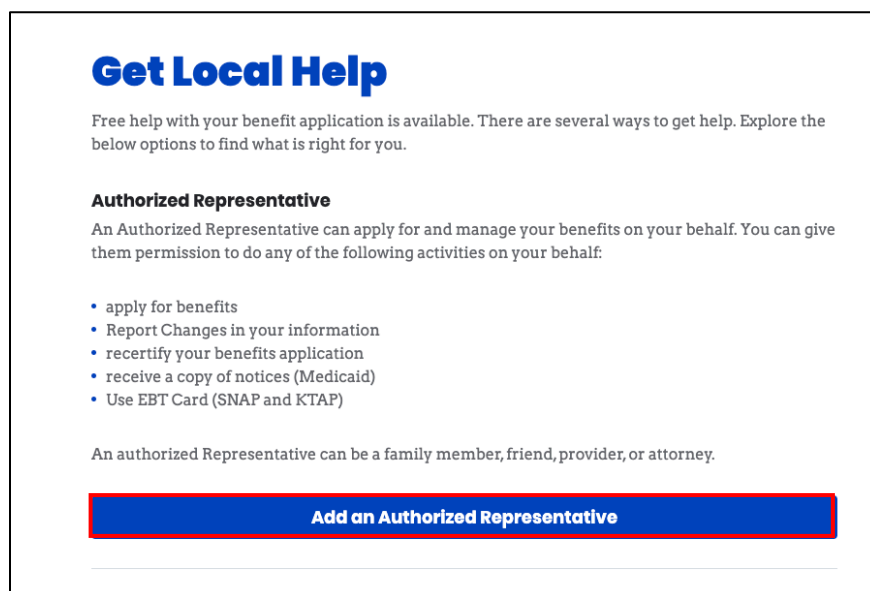 Get Local Help
Free help with your benefit application is available. There are several ways to get help. Explore the
below options to find what is right for you.
Authorized Representative
An Authorized Representative can apply for and manage your benefits on your behalf. You can give
them permission to do any of the following activities on your behalf:
• apply for benefits
• Report Changes in your information
• recertify your benefits application
• receive a copy of notices (Medicaid)
• Use EBT Card (SNAP and KTAP)
An authorized Representative can be a family member, friend, provider, or attorney.
Add an Authorized Representative